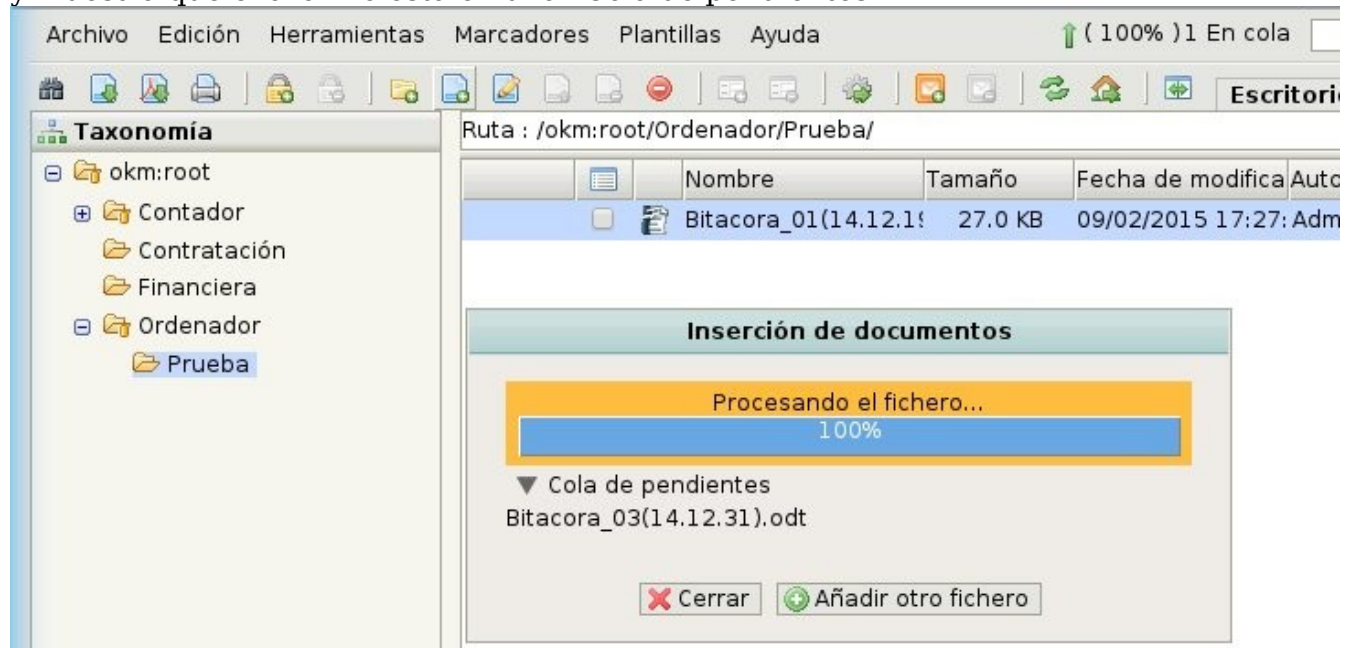 Archivo Edición Herramientas Marcadores Plantillas Ayuda ( 100% )1 En cola
Escritori
Taxonomía
Ruta : /okm:root/Ordenador/Prueba/
okm:root
Contador
Contratación
Financiera
Ordenador
Prueba
Nombre Tamaño Fecha de modifica Auto
Bitacora_01(14.12.19 27.0 KB 09/02/2015 17:27: Adm
Inserción de documentos
Procesando el fichero...
100%
Cola de pendientes
Bitacora_03(14.12.31).odt
Cerrar Añadir otro fichero